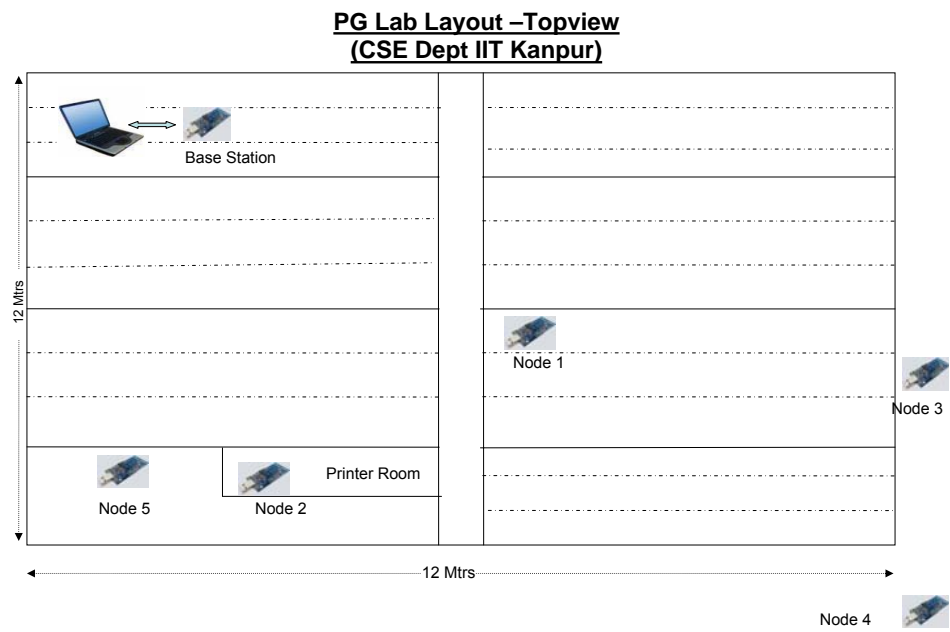 PG Lab Layout –Topview
(CSE Dept IIT Kanpur)
Base Station
12 Mtrs
Node 1
Node 3
Printer Room
Node 5
Node 2
12 Mtrs
Node 4